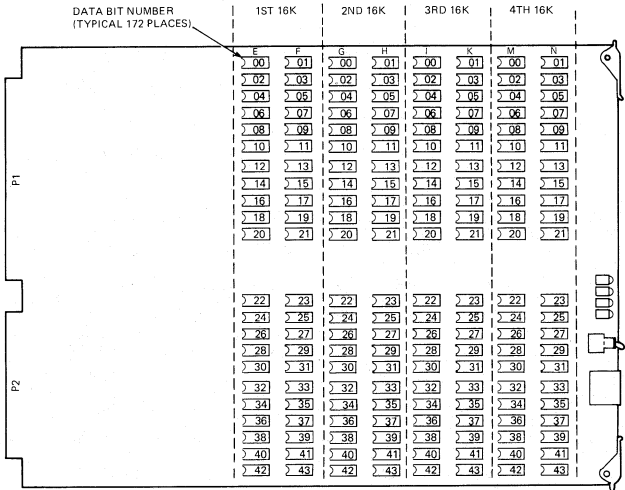 DATA BIT NUMBER 1ST 16K 2ND 16K 3RD 16K 4TH 16K
(TYPICAL 172 PLACES)
E F G H I K M N
00 01 00 01 00 01 00 01
02 03 02 03 02 03 02 03
04 05 04 05 04 05 04 05
06 07 06 07 06 07 06 07
08 09 08 09 08 09 08 09
10 11 10 11 10 11 10 11
12 13 12 13 12 13 12 13
P1
14 15 14 15 14 15 14 15
16 17 16 17 16 17 16 17
18 19 18 19 18 19 18 19
20 21 20 21 20 21 20 21
22 23 22 23 22 23 22 23
24 25 24 25 24 25 24 25
26 27 26 27 26 27 26 27
28 29 28 29 28 29 28 29
30 31 30 31 30 31 30 31
P2
32 33 32 33 32 33 32 33
34 35 34 35 34 35 34 35
36 37 36 37 36 37 36 37
38 39 38 39 38 39 38 39
40 41 40 41 40 41 40 41
42 43 42 43 42 43 42 43